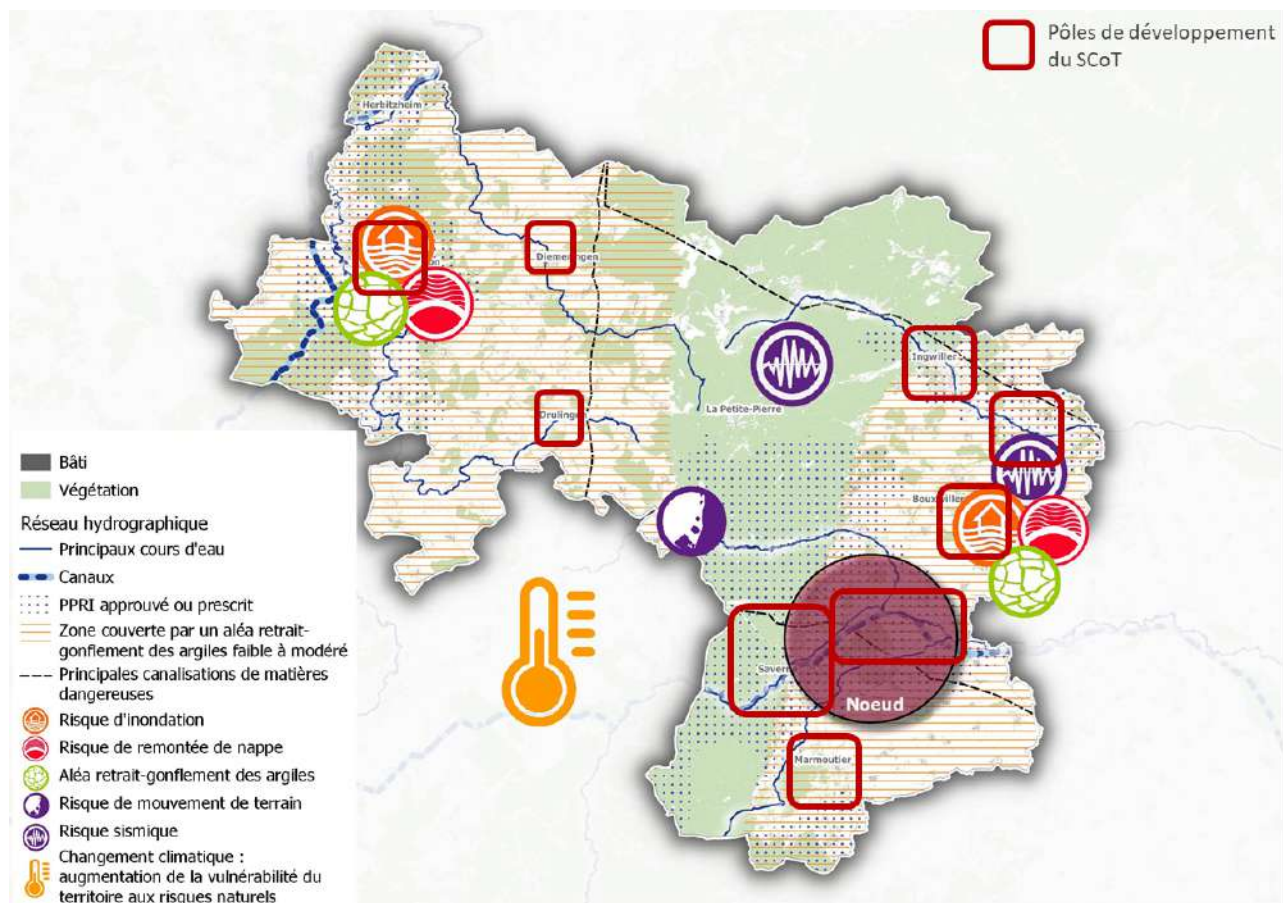 Pôles de développement
du SCoT
Herbitzheim
Diemeringen
Ingwiller
La Petite-Pierre
Drulingen
Bouxwiller
Saverne
Noeud
Marmoutier
Bâti
Végétation
Réseau hydrographique
Principaux cours d'eau
Canaux
PPRI approuvé ou prescrit
Zone couverte par un aléa retrait-
gonflement des argiles faible à modéré
Principales canalisations de matières
dangereuses
Risque d'inondation
Risque de remontée de nappe
Aléa retrait-gonflement des argiles
Risque de mouvement de terrain
Risque sismique
Changement climatique :
augmentation de la vulnérabilité du
territoire aux risques naturels